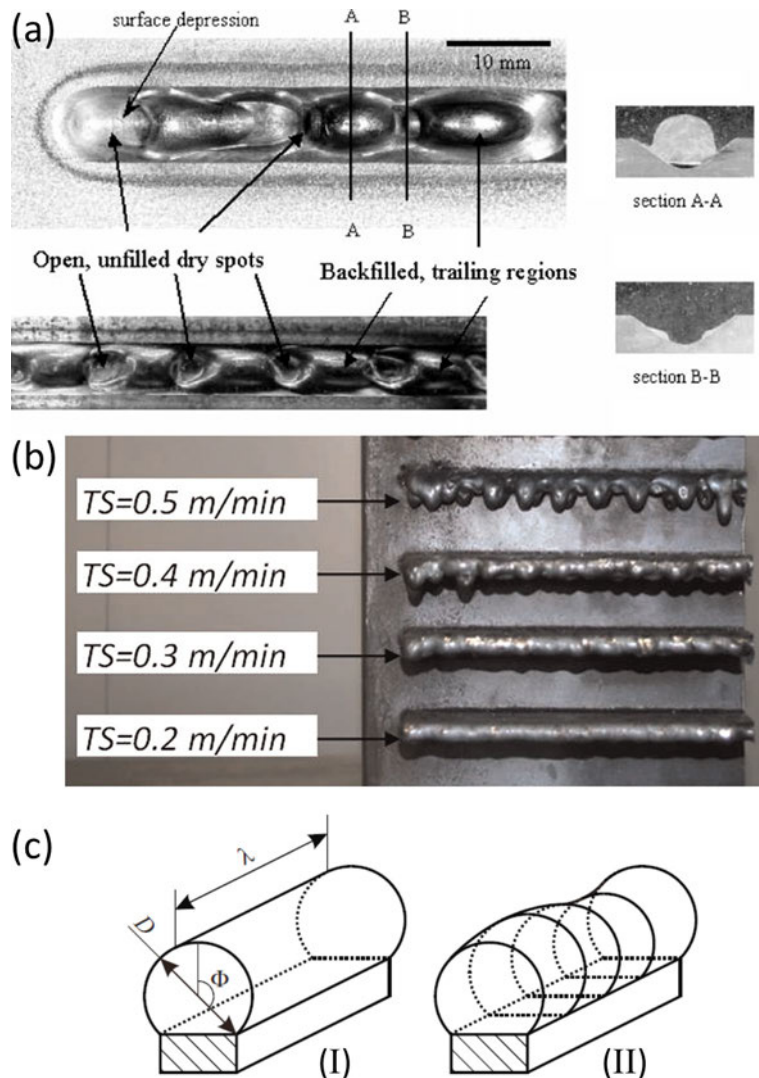 (a)
surface depression
A B
10 mm
A B
section A-A
Open, unfilled dry spots
Backfilled, trailing regions
section B-B
(b)
TS=0.5 m/min
TS=0.4 m/min
TS=0.3 m/min
TS=0.2 m/min
(c)
λ
D
Φ
(I) (II)